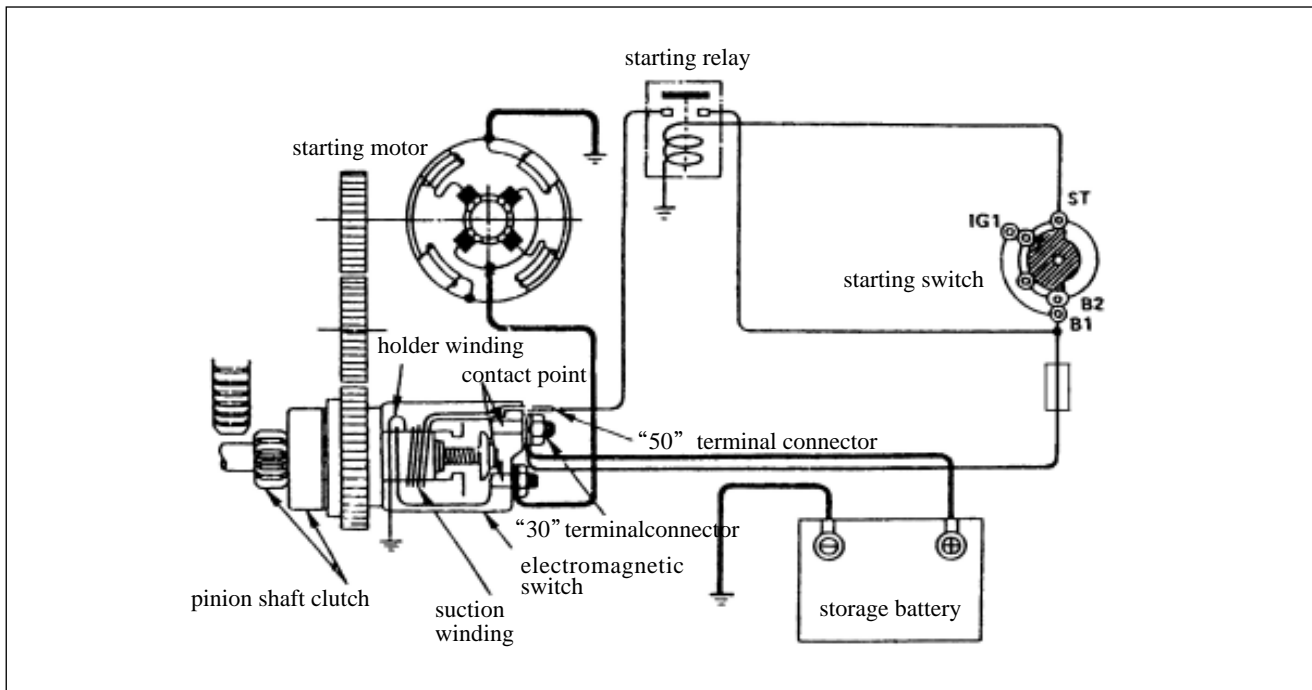 starting relay
starting motor
ST
IG1
starting switch
B2
B1
holder winding
contact point
“50” terminal connector
“30” terminalconnector
electromagnetic
switch
pinion shaft clutch
suction
winding
storage battery